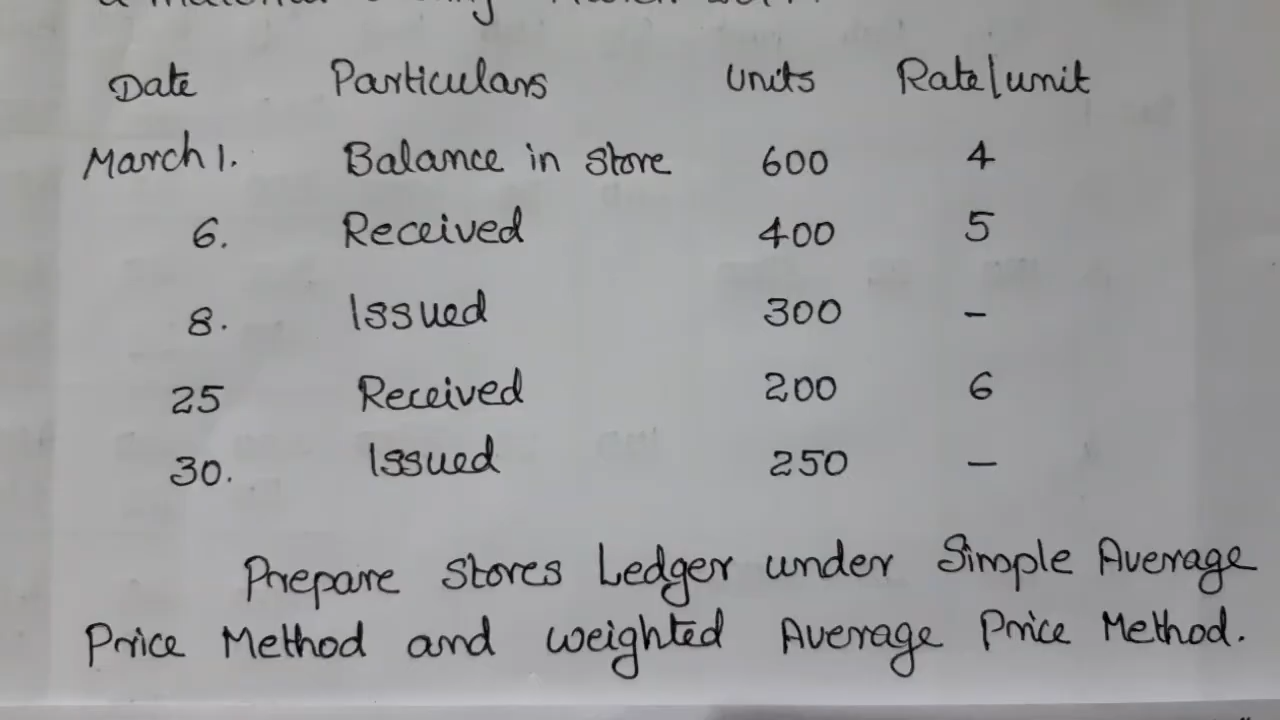 Date Particulars Units Rate/unit
March 1. Balance in store 600 4
6. Received 400 5
8. Issued 300 -
25 Received 200 6
30. Issued 250 -
Prepare Stores Ledger under Simple Average
Price Method and weighted Average Price Method.